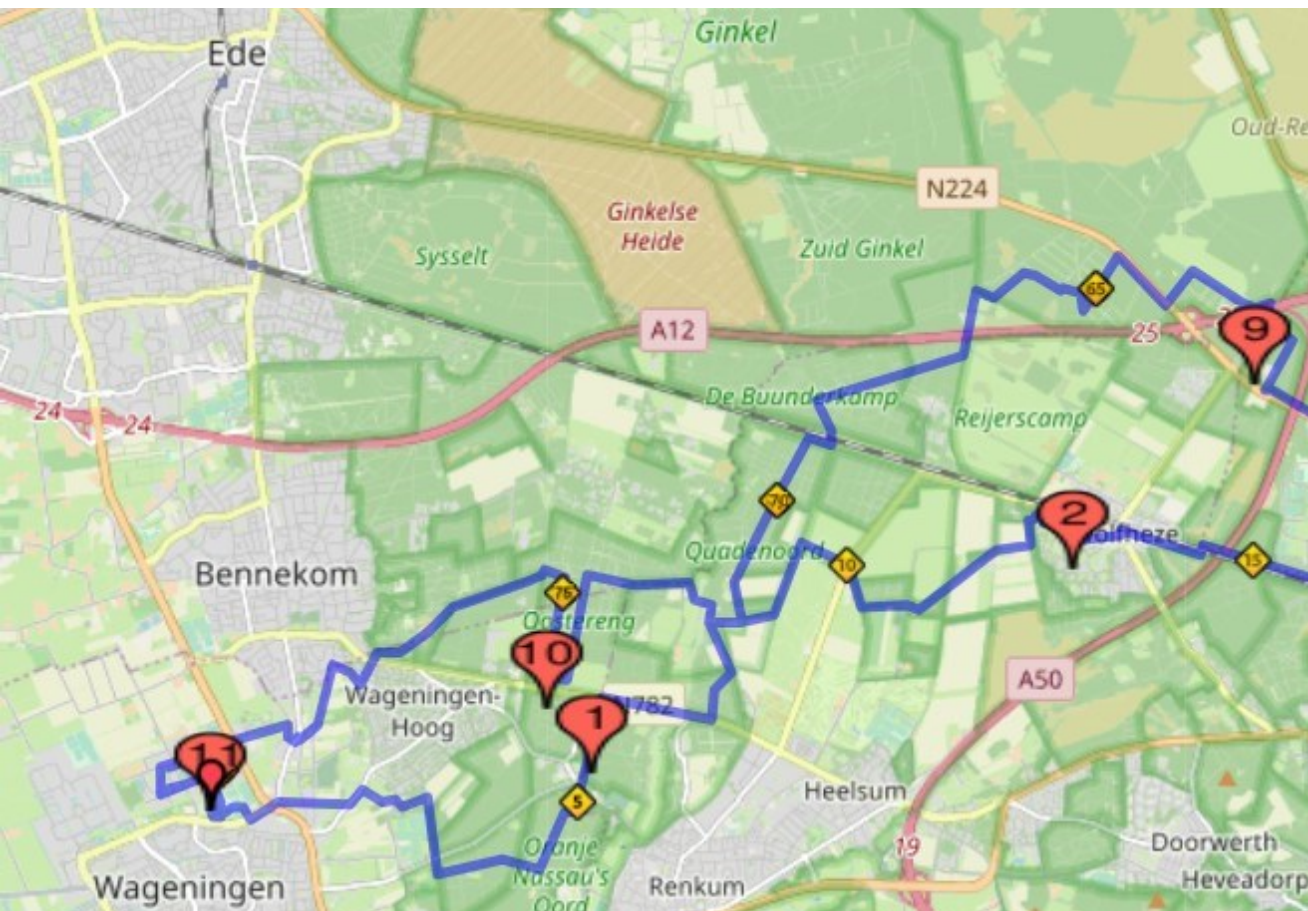 Ginkel
Ede
Oud-Re
N224
Ginkelse
Heide
Zuid Ginkel
Sysselt
65
25
9
A12
De Buunderkamp
Reijerscamp
24
24
70
2
Wolfheze
Quadenoord
10
15
Bennekom
75
Oostereng
10
Wageningen-
Hoog
N782
A50
1
11
5
Heelsum
Oranje
Nassau's
Oord
19
Doorwerth
Heveadorp
Wageningen
Renkum